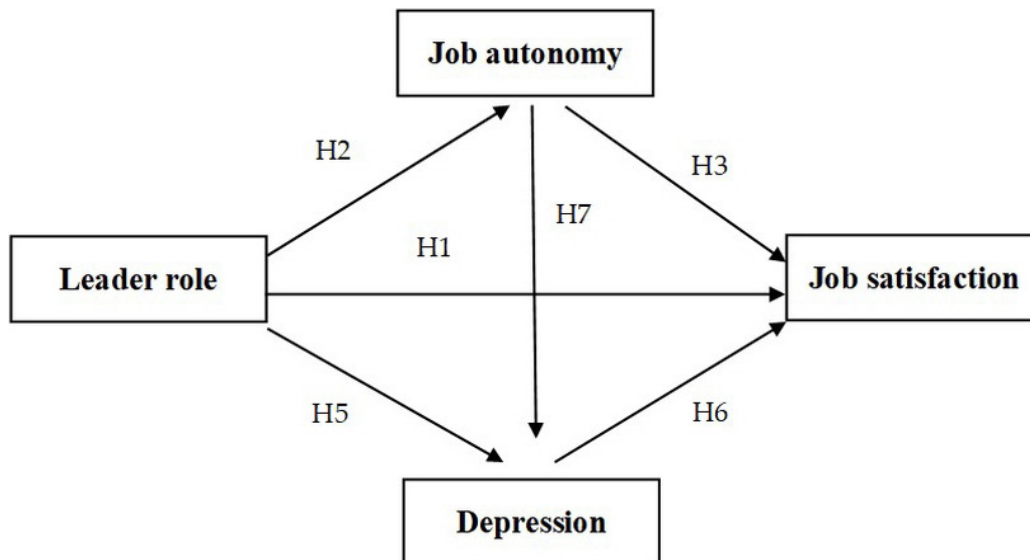 Job autonomy
H2
H3
H7
H1
Leader role
Job satisfaction
H5
H6
Depression